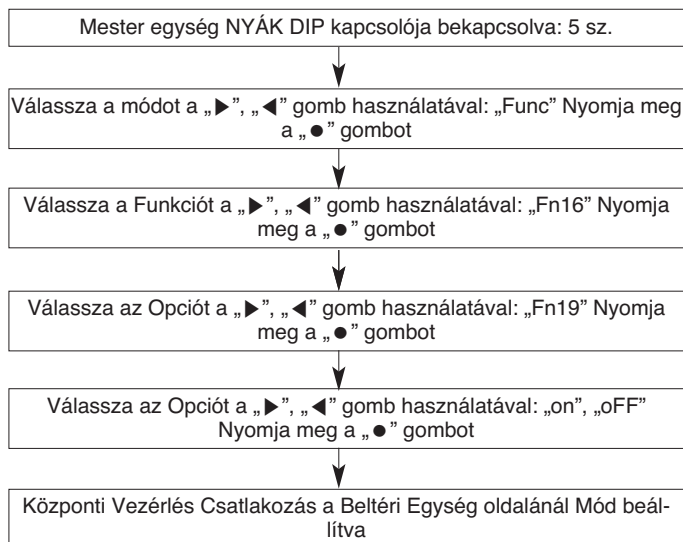 Mester egység NYÁK DIP kapcsolója bekapcsolva: 5 sz.
Válassza a módot a „▶”, „◀” gomb használatával: „Func” Nyomja meg
a „●” gombot
Válassza a Funkciót a „▶”, „◀” gomb használatával: „Fn16” Nyomja
meg a „●” gombot
Válassza az Opciót a „▶”, „◀” gomb használatával: „Fn19” Nyomja
meg a „●” gombot
Válassza az Opciót a „▶”, „◀” gomb használatával: „on”, „oFF”
Nyomja meg a „●” gombot
Központi Vezérlés Csatlakozás a Beltéri Egység oldalánál Mód beál-
lítva